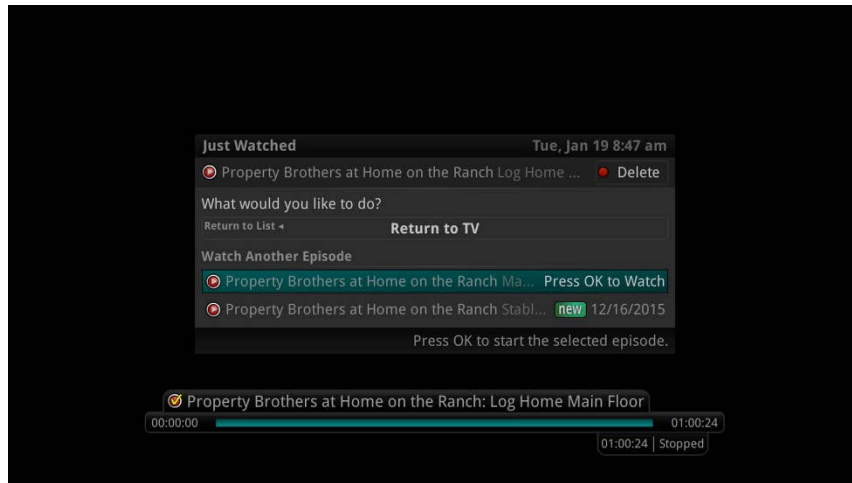 Just Watched Tue, Jan 19 8:47 am
Property Brothers at Home on the Ranch Log Home ... Delete
What would you like to do?
Return to List ◂ Return to TV
Watch Another Episode
Property Brothers at Home on the Ranch Ma... Press OK to Watch
Property Brothers at Home on the Ranch Stabl... new 12/16/2015
Press OK to start the selected episode.
Property Brothers at Home on the Ranch: Log Home Main Floor
00:00:00 01:00:24
01:00:24 | Stopped